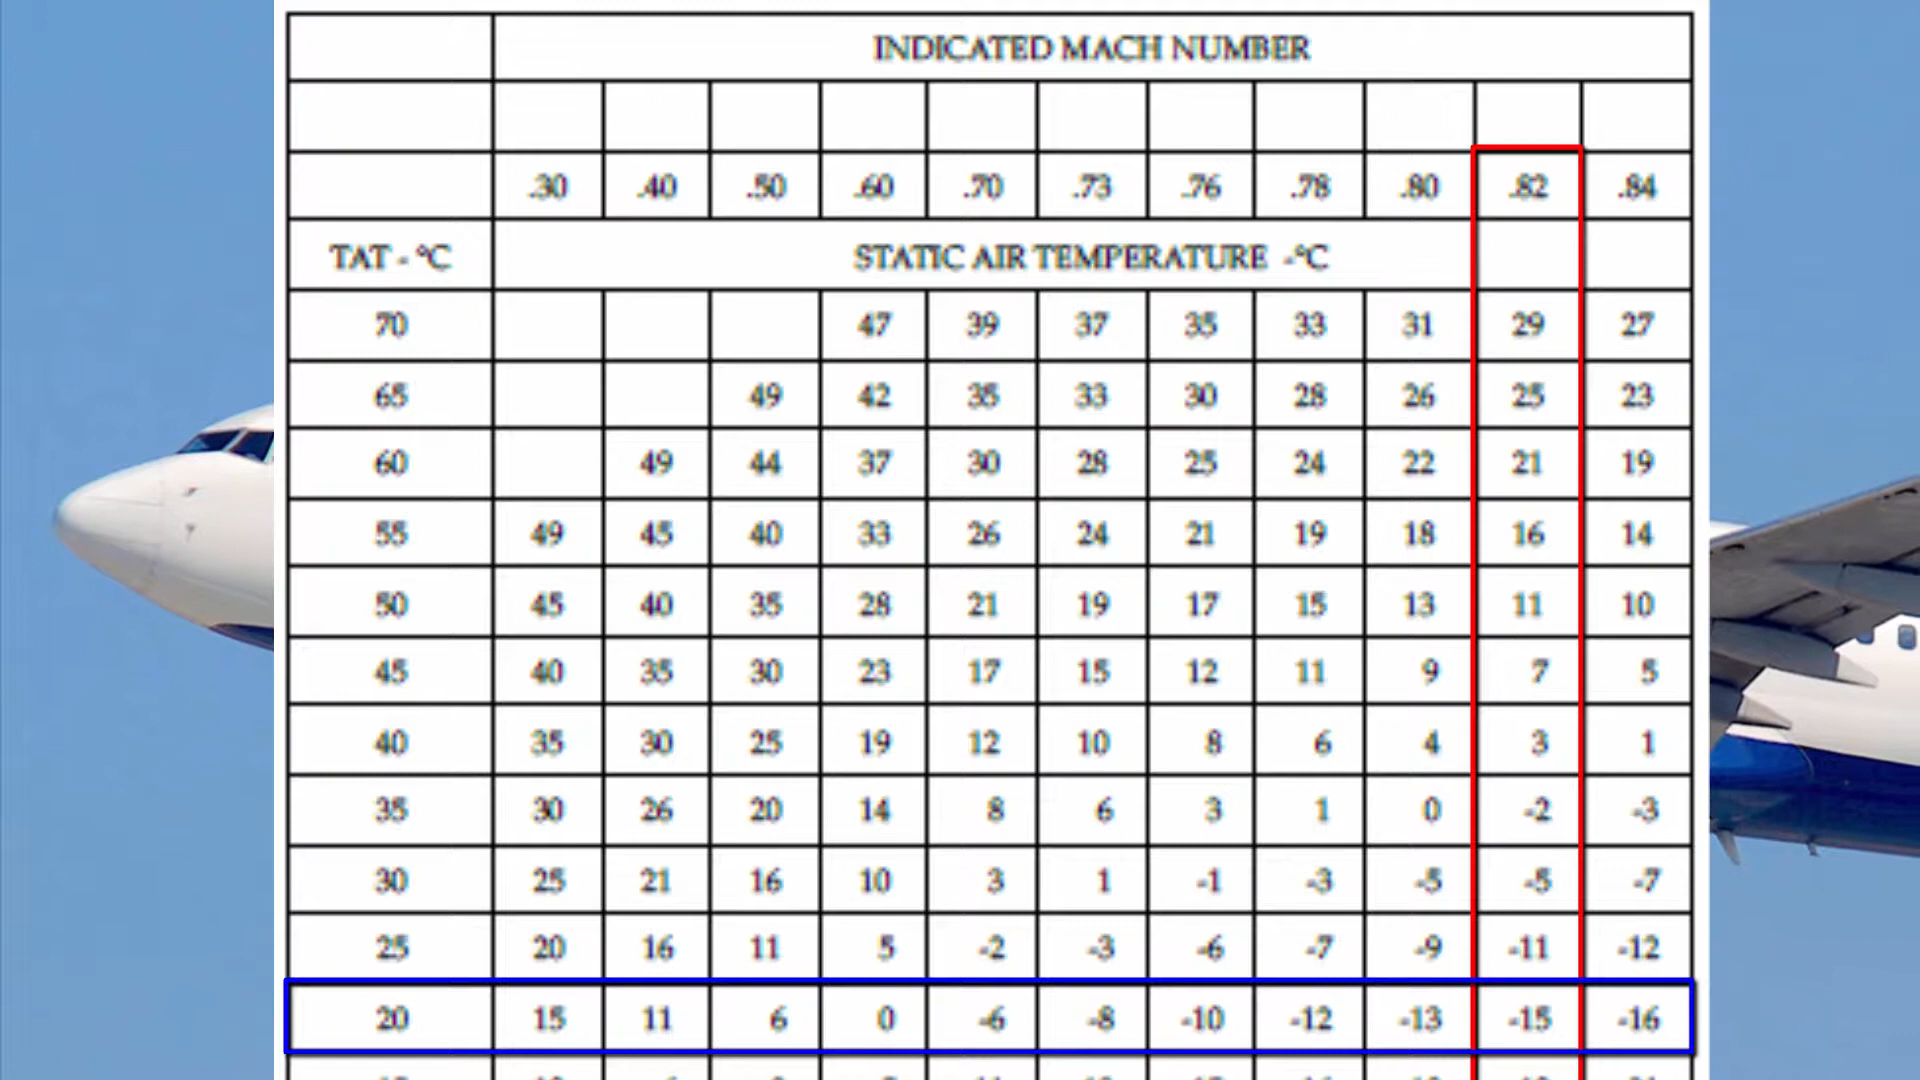 INDICATED MACH NUMBER
.30 .40 .50 .60 .70 .73 .76 .78 .80 .82 .84
TAT - °C STATIC AIR TEMPERATURE -°C
70 47 39 37 35 33 31 29 27
65 49 42 35 33 30 28 26 25 23
60 49 44 37 30 28 25 24 22 21 19
55 49 45 40 33 26 24 21 19 18 16 14
50 45 40 35 28 21 19 17 15 13 11 10
45 40 35 30 23 17 15 12 11 9 7 5
40 35 30 25 19 12 10 8 6 4 3 1
35 30 26 20 14 8 6 3 1 0 -2 -3
30 25 21 16 10 3 1 -1 -3 -5 -5 -7
25 20 16 11 5 -2 -3 -6 -7 -9 -11 -12
20 15 11 6 0 -6 -8 -10 -12 -13 -15 -16